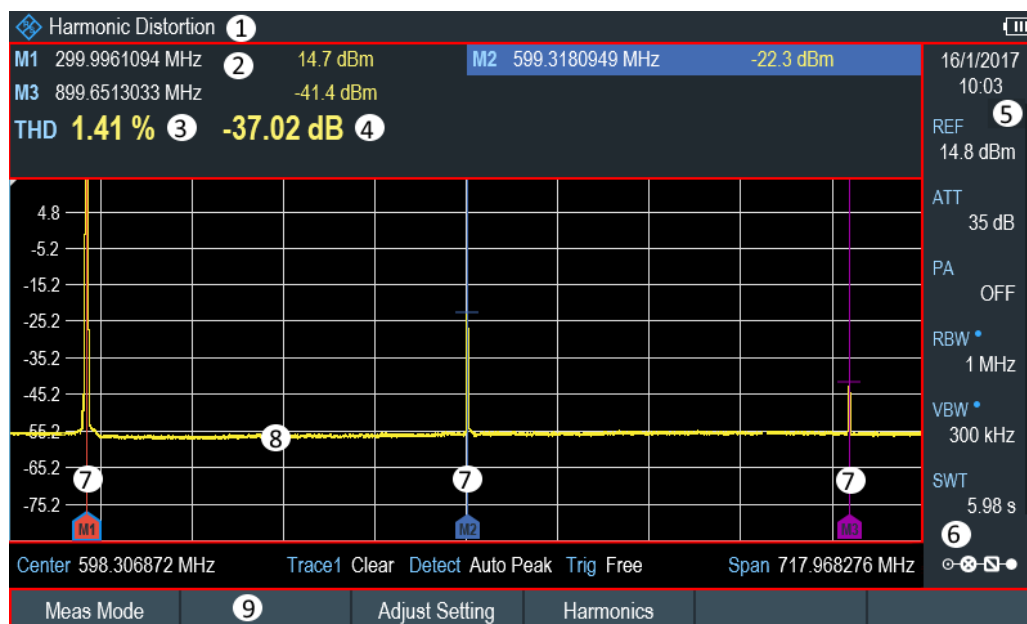 Harmonic Distortion 1
M1 299.9961094 MHz 2 14.7 dBm M2 599.3180949 MHz -22.3 dBm
M3 899.6513033 MHz -41.4 dBm
THD 1.41 % 3 -37.02 dB 4
16/1/2017
10:03
5
REF
14.8 dBm
ATT
35 dB
PA
OFF
RBW
1 MHz
VBW
300 kHz
SWT
5.98 s
6
4.8
-5.2
-15.2
-25.2
-35.2
-45.2
-55.2
8
-65.2
7 7 7
-75.2
M1 M2 M3
Center 598.306872 MHz Trace1 Clear Detect Auto Peak Trig Free Span 717.968276 MHz
Meas Mode 9 Adjust Setting Harmonics